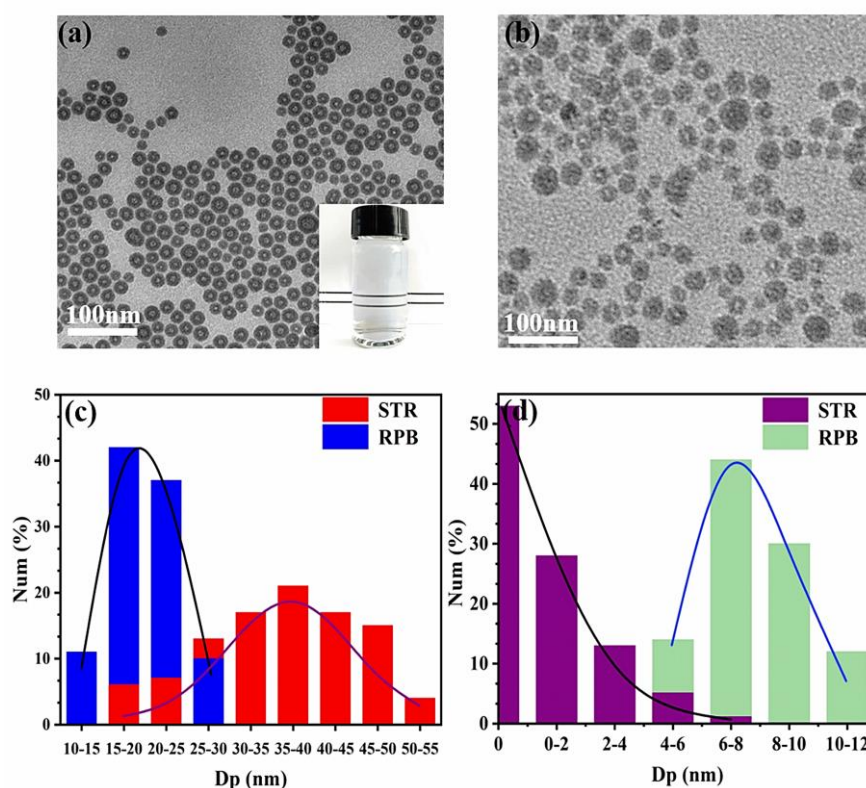 (a)
100nm
(b)
100nm
(c)
STR
RPB
Num (%)
50
40
30
20
10
0
10-15 15-20 20-25 25-30 30-35 35-40 40-45 45-50 50-55
Dp (nm)
(d)
STR
RPB
Num (%)
50
40
30
20
10
0
0 0-2 2-4 4-6 6-8 8-10 10-12
Dp (nm)